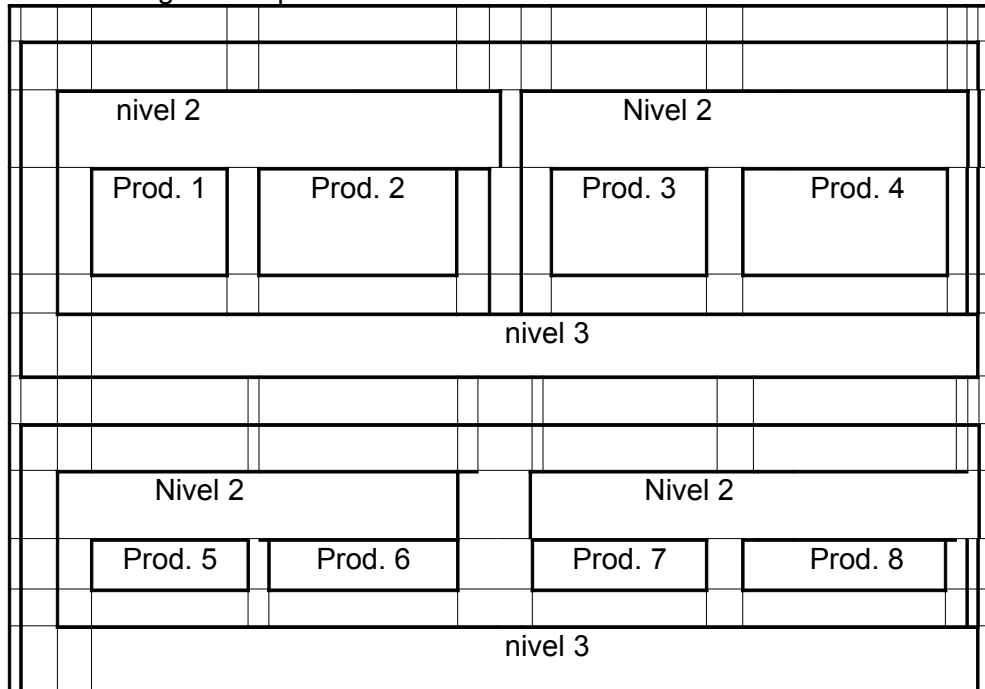 nivel 2 Nivel 2
Prod. 1 Prod. 2 Prod. 3 Prod. 4
nivel 3
Nivel 2 Nivel 2
Prod. 5 Prod. 6 Prod. 7 Prod. 8
nivel 3